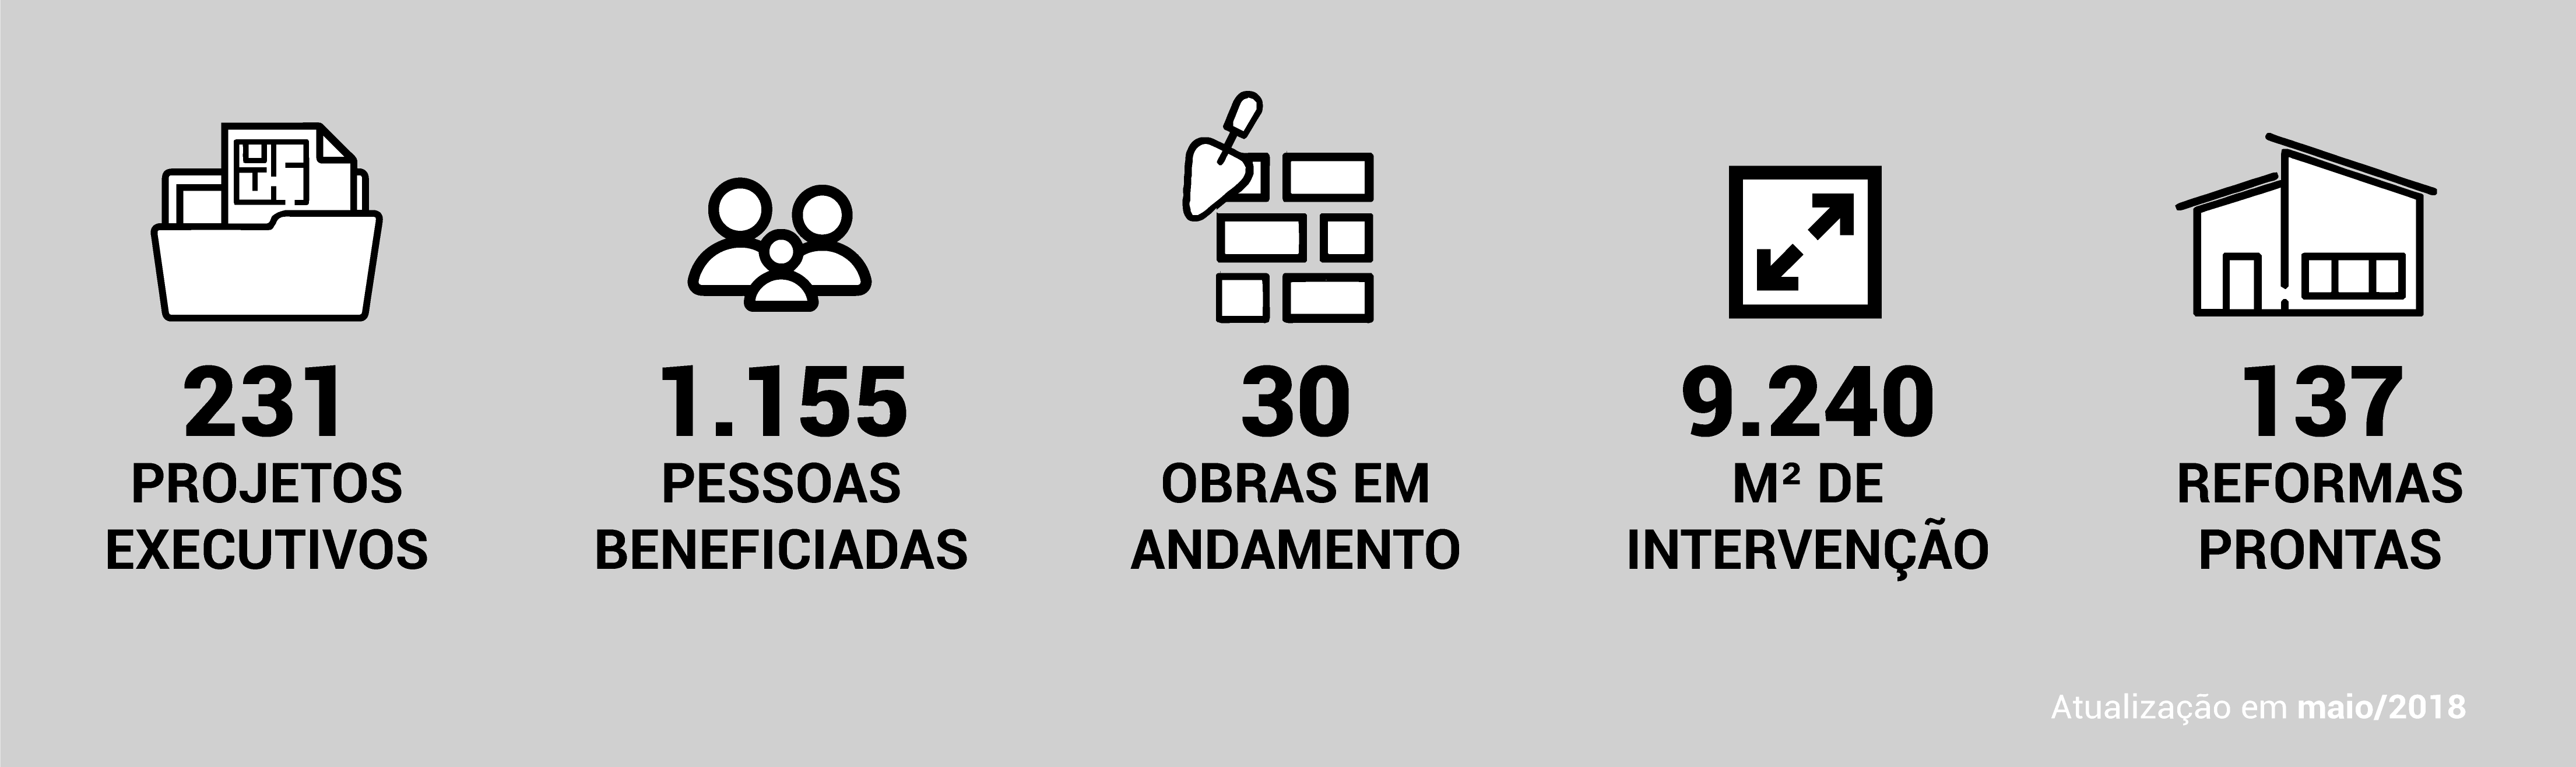 231
PROJETOS
EXECUTIVOS
1.155
PESSOAS
BENEFICIADAS
30
OBRAS EM
ANDAMENTO
9.240
M² DE
INTERVENÇÃO
137
REFORMAS
PRONTAS
Atualização em maio/2018